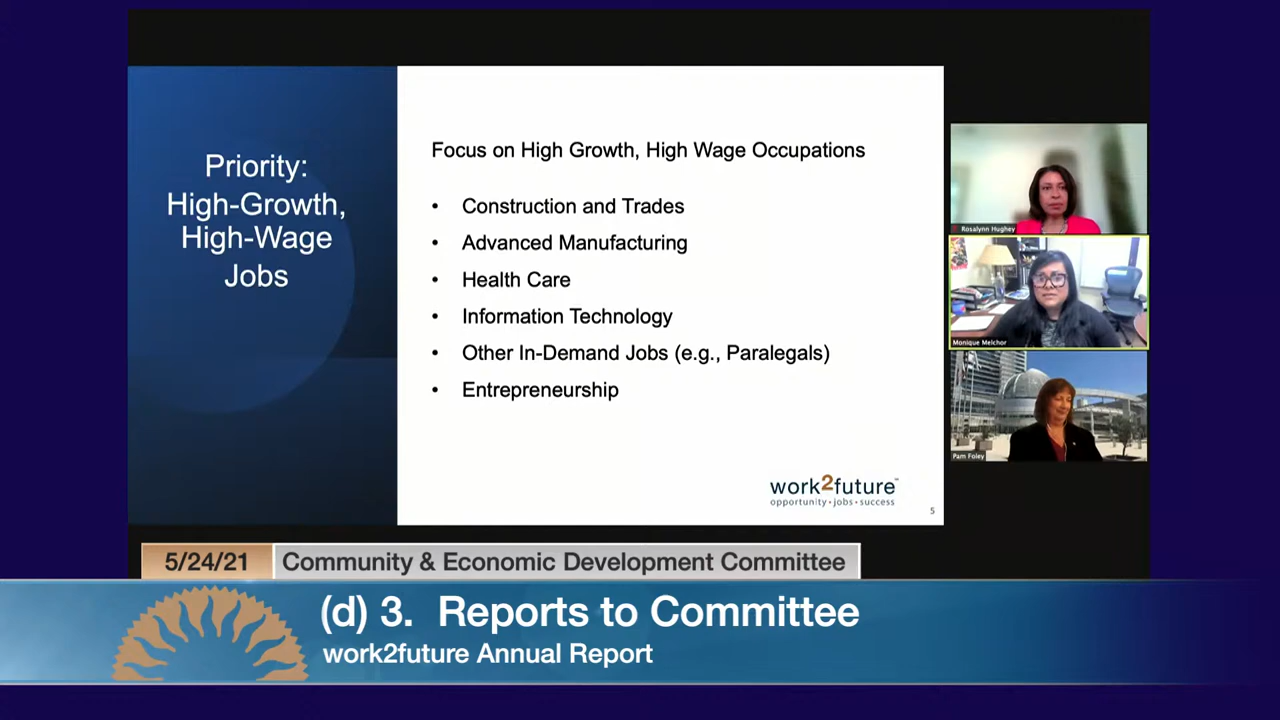 Priority:
High-Growth,
High-Wage
Jobs
Focus on High Growth, High Wage Occupations
• Construction and Trades
• Advanced Manufacturing
• Health Care
• Information Technology
• Other In-Demand Jobs (e.g., Paralegals)
• Entrepreneurship
work2future™
opportunity • jobs • success
5
Rosalynn Hughey
Monique Melchor
Pam Foley
5/24/21 Community & Economic Development Committee
(d) 3. Reports to Committee
work2future Annual Report